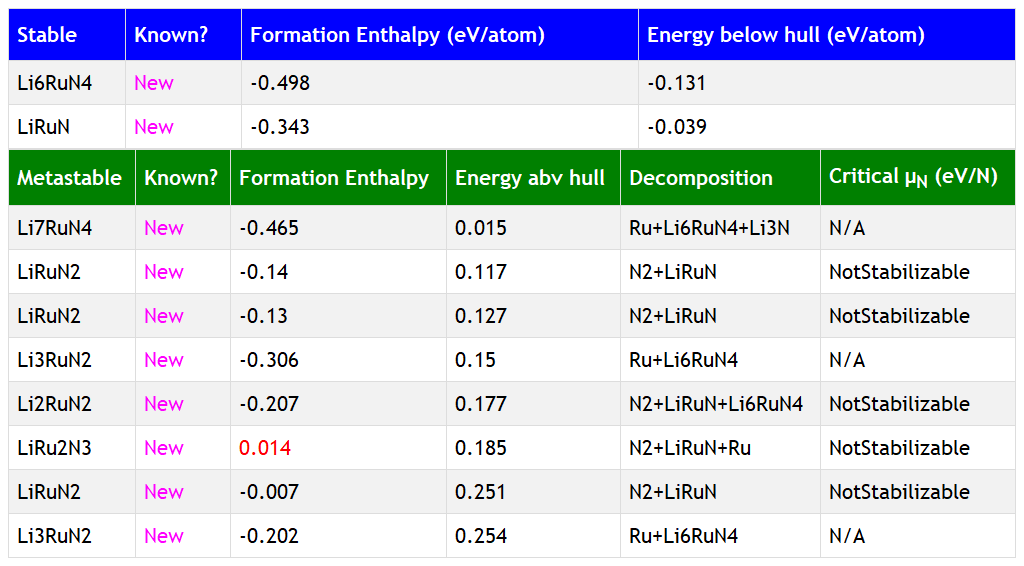 Stable Known? Formation Enthalpy (eV/atom) Energy below hull (eV/atom)
Li6RuN4 New -0.498 -0.131
LiRuN New -0.343 -0.039
Metastable Known? Formation Enthalpy Energy abv hull Decomposition Critical μN (eV/N)
Li7RuN4 New -0.465 0.015 Ru+Li6RuN4+Li3N N/A
LiRuN2 New -0.14 0.117 N2+LiRuN NotStabilizable
LiRuN2 New -0.13 0.127 N2+LiRuN NotStabilizable
Li3RuN2 New -0.306 0.15 Ru+Li6RuN4 N/A
Li2RuN2 New -0.207 0.177 N2+LiRuN+Li6RuN4 NotStabilizable
LiRu2N3 New 0.014 0.185 N2+LiRuN+Ru NotStabilizable
LiRuN2 New -0.007 0.251 N2+LiRuN NotStabilizable
Li3RuN2 New -0.202 0.254 Ru+Li6RuN4 N/A